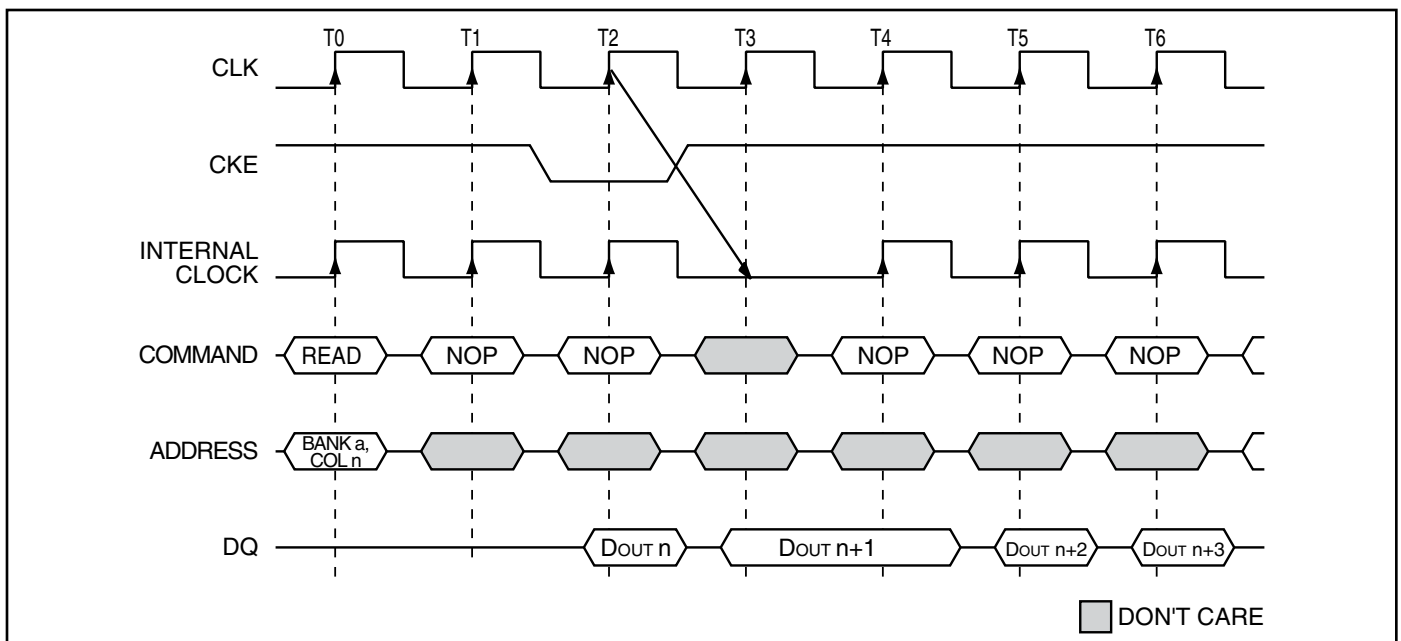 T0 T1 T2 T3 T4 T5 T6
CLK
CKE
INTERNAL
CLOCK
COMMAND READ NOP NOP NOP NOP NOP
ADDRESS BANK a,
COL n
DQ DOUT n DOUT n+1 DOUT n+2 DOUT n+3
DON'T CARE